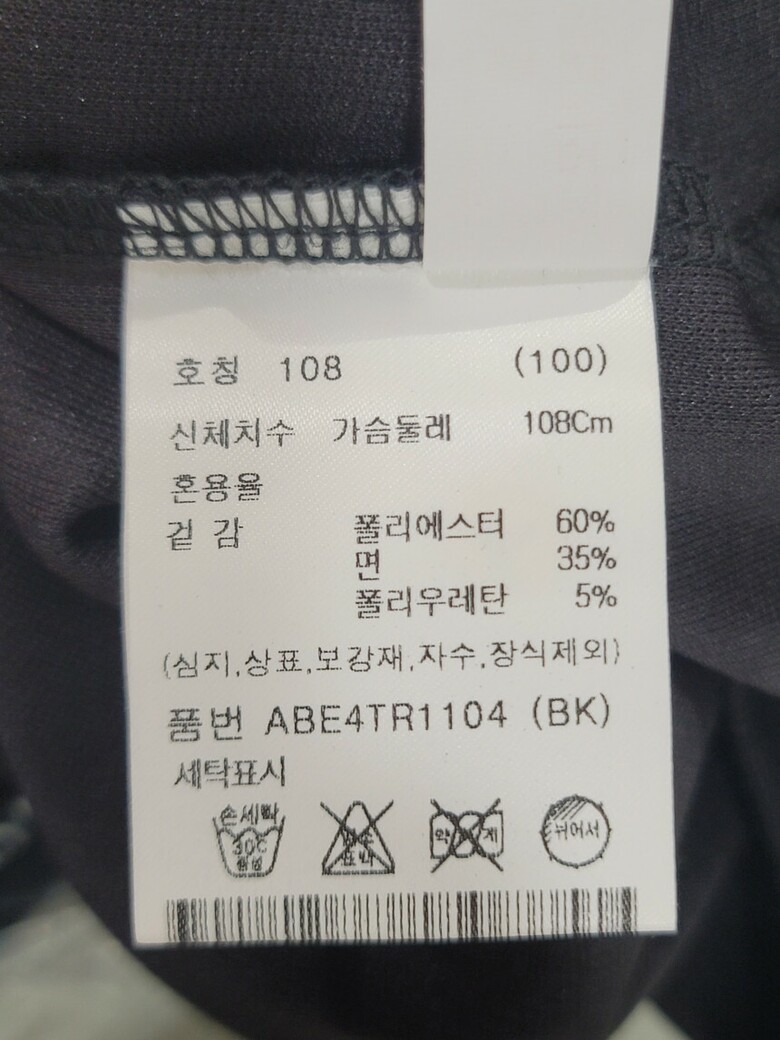 호칭 108 (100)
신체치수 가슴둘레 108Cm
혼용율
겉 감 폴리에스터 60%
면 35%
폴리우레탄 5%
(심지,상표,보강재,자수,장식제외)
품번 ABE4TR1104 (BK)
세탁표시
손세탁
30℃
중성
뉘어서